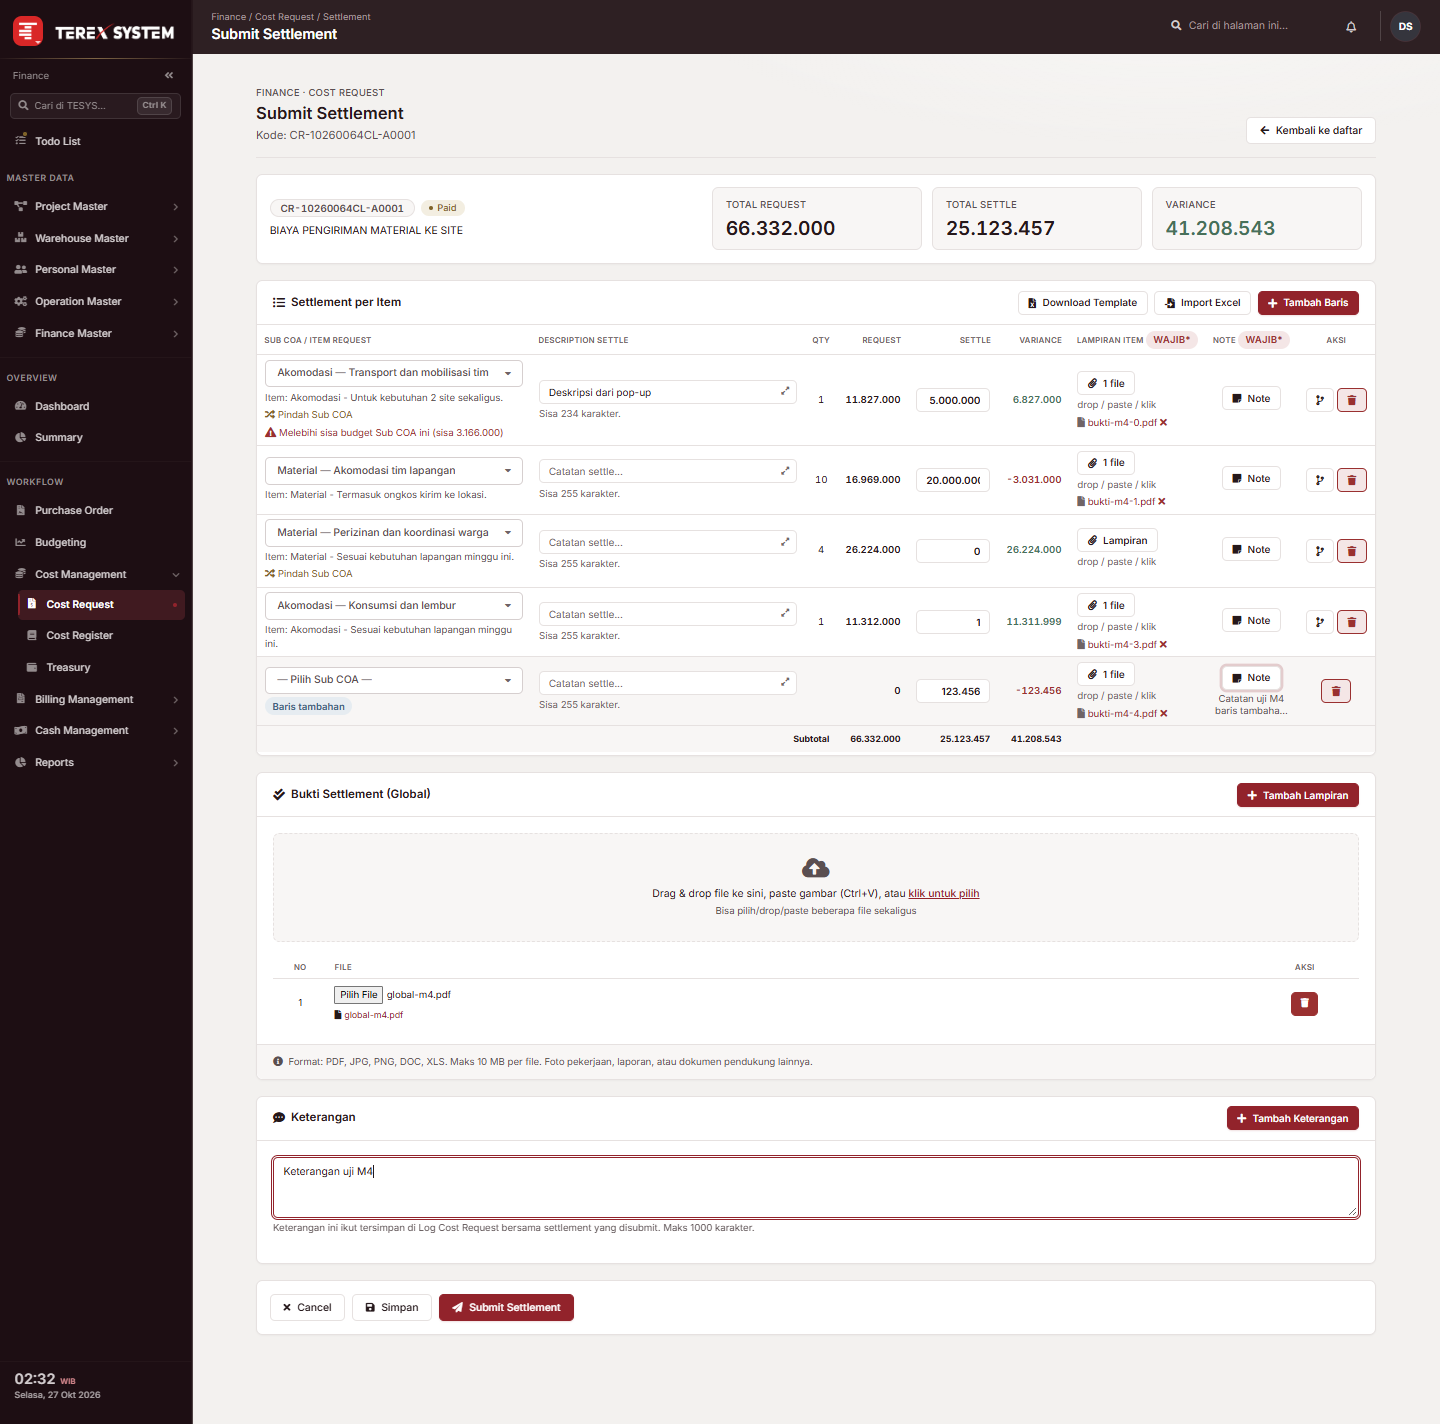 TEREX SYSTEM
Finance
Cari di TESYS...
Ctrl K
Todo List
MASTER DATA
Project Master
Warehouse Master
Personal Master
Operation Master
Finance Master
OVERVIEW
Dashboard
Summary
WORKFLOW
Purchase Order
Budgeting
Cost Management
Cost Request
Cost Register
Treasury
Billing Management
Cash Management
Reports
02:32 WIB
Selasa, 27 Okt 2026
Finance / Cost Request / Settlement
Submit Settlement
Cari di halaman ini...
DS
FINANCE · COST REQUEST
Submit Settlement
Kode: CR-10260064CL-A0001
Kembali ke daftar
CR-10260064CL-A0001
Paid
BIAYA PENGIRIMAN MATERIAL KE SITE
TOTAL REQUEST
66.332.000
TOTAL SETTLE
25.123.457
VARIANCE
41.208.543
Settlement per Item
Download Template
Import Excel
Tambah Baris
SUB COA / ITEM REQUEST DESCRIPTION SETTLE QTY REQUEST SETTLE VARIANCE LAMPIRAN ITEM WAJIB* NOTE WAJIB* AKSI
Akomodasi — Transport dan mobilisasi tim
Item: Akomodasi - Untuk kebutuhan 2 site sekaligus.
Pindah Sub COA
Melebihi sisa budget Sub COA ini (sisa 3.166.000)
Deskripsi dari pop-up
Sisa 234 karakter.
1 11.827.000 5.000.000 6.827.000
1 file
drop / paste / klik
bukti-m4-0.pdf
Note
Material — Akomodasi tim lapangan
Item: Material - Termasuk ongkos kirim ke lokasi.
Catatan settle...
Sisa 255 karakter.
10 16.969.000 20.000.000 -3.031.000
1 file
drop / paste / klik
bukti-m4-1.pdf
Note
Material — Perizinan dan koordinasi warga
Item: Material - Sesuai kebutuhan lapangan minggu ini.
Pindah Sub COA
Catatan settle...
Sisa 255 karakter.
4 26.224.000 0 26.224.000
Lampiran
drop / paste / klik
Note
Akomodasi — Konsumsi dan lembur
Item: Akomodasi - Sesuai kebutuhan lapangan minggu
ini.
Catatan settle...
Sisa 255 karakter.
1 11.312.000 1 11.311.999
1 file
drop / paste / klik
bukti-m4-3.pdf
Note
— Pilih Sub COA —
Baris tambahan
Catatan settle...
Sisa 255 karakter.
0 123.456 -123.456
1 file
drop / paste / klik
bukti-m4-4.pdf
Note
Catatan uji M4
baris tambaha...
Subtotal 66.332.000 25.123.457 41.208.543
Bukti Settlement (Global)
Tambah Lampiran
Drag & drop file ke sini, paste gambar (Ctrl+V), atau klik untuk pilih
Bisa pilih/drop/paste beberapa file sekaligus
NO FILE AKSI
1 Pilih File global-m4.pdf
global-m4.pdf
Format: PDF, JPG, PNG, DOC, XLS. Maks 10 MB per file. Foto pekerjaan, laporan, atau dokumen pendukung lainnya.
Keterangan
Tambah Keterangan
Keterangan uji M4
Keterangan ini ikut tersimpan di Log Cost Request bersama settlement yang disubmit. Maks 1000 karakter.
Cancel
Simpan
Submit Settlement